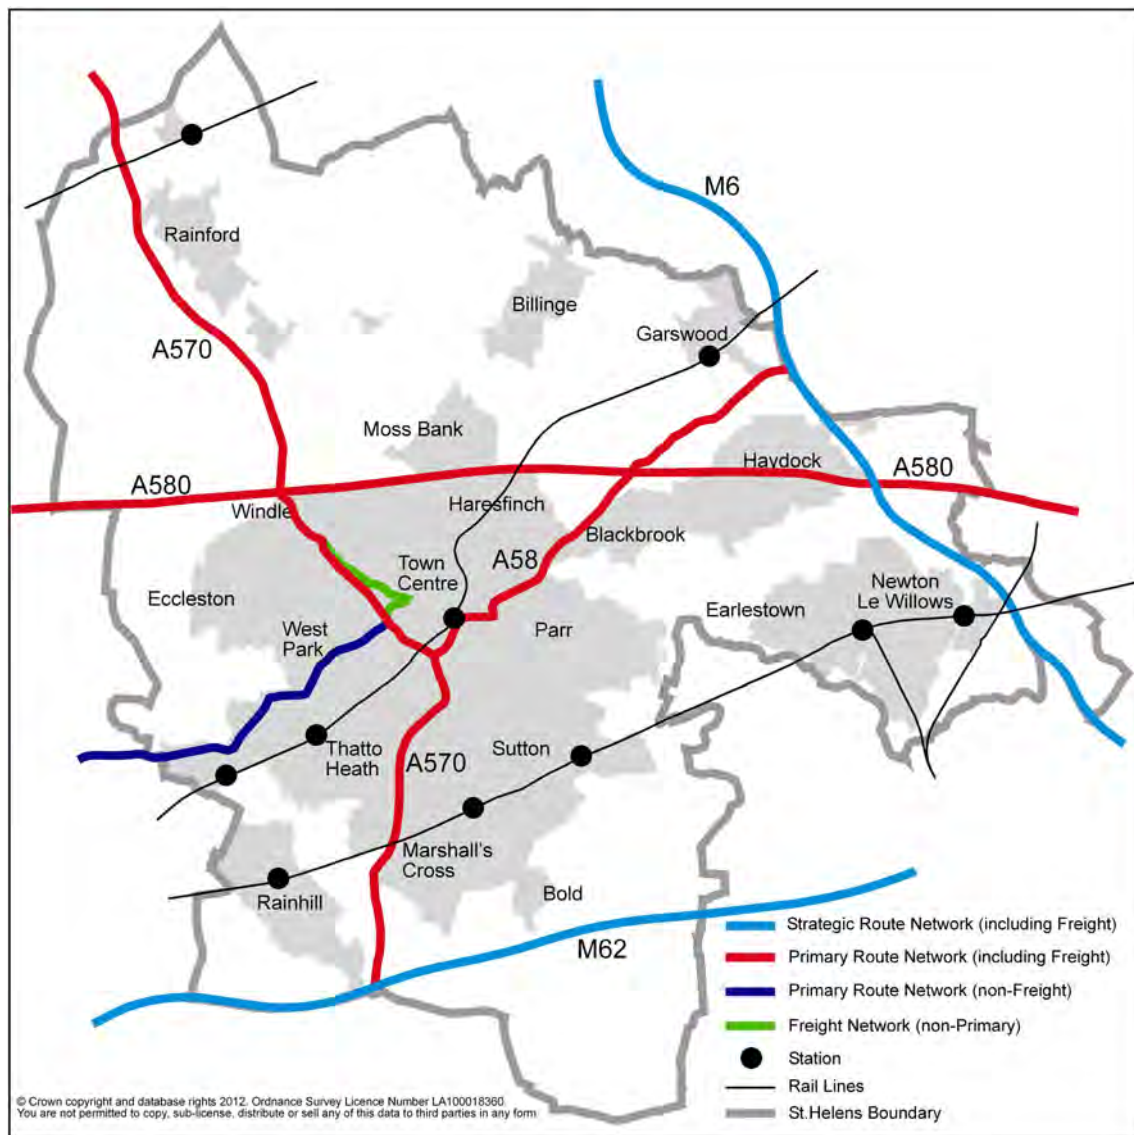 M6
Rainford
Billinge
Garswood
A570
Moss Bank
Haydock
A580
A580
Windle
Haresfinch
Blackbrook
Town
Centre
A58
Eccleston
Newton
Le Willows
Earlestown
West
Park
Parr
Thatto
Heath
Sutton
A570
Marshall's
Cross
Rainhill
Bold
M62
Strategic Route Network (including Freight)
Primary Route Network (including Freight)
Primary Route Network (non-Freight)
Freight Network (non-Primary)
Station
Rail Lines
St.Helens Boundary
© Crown copyright and database rights 2012. Ordnance Survey Licence Number LA100018360.
You are not permitted to copy, sub-license, distribute or sell any of this data to third parties in any form